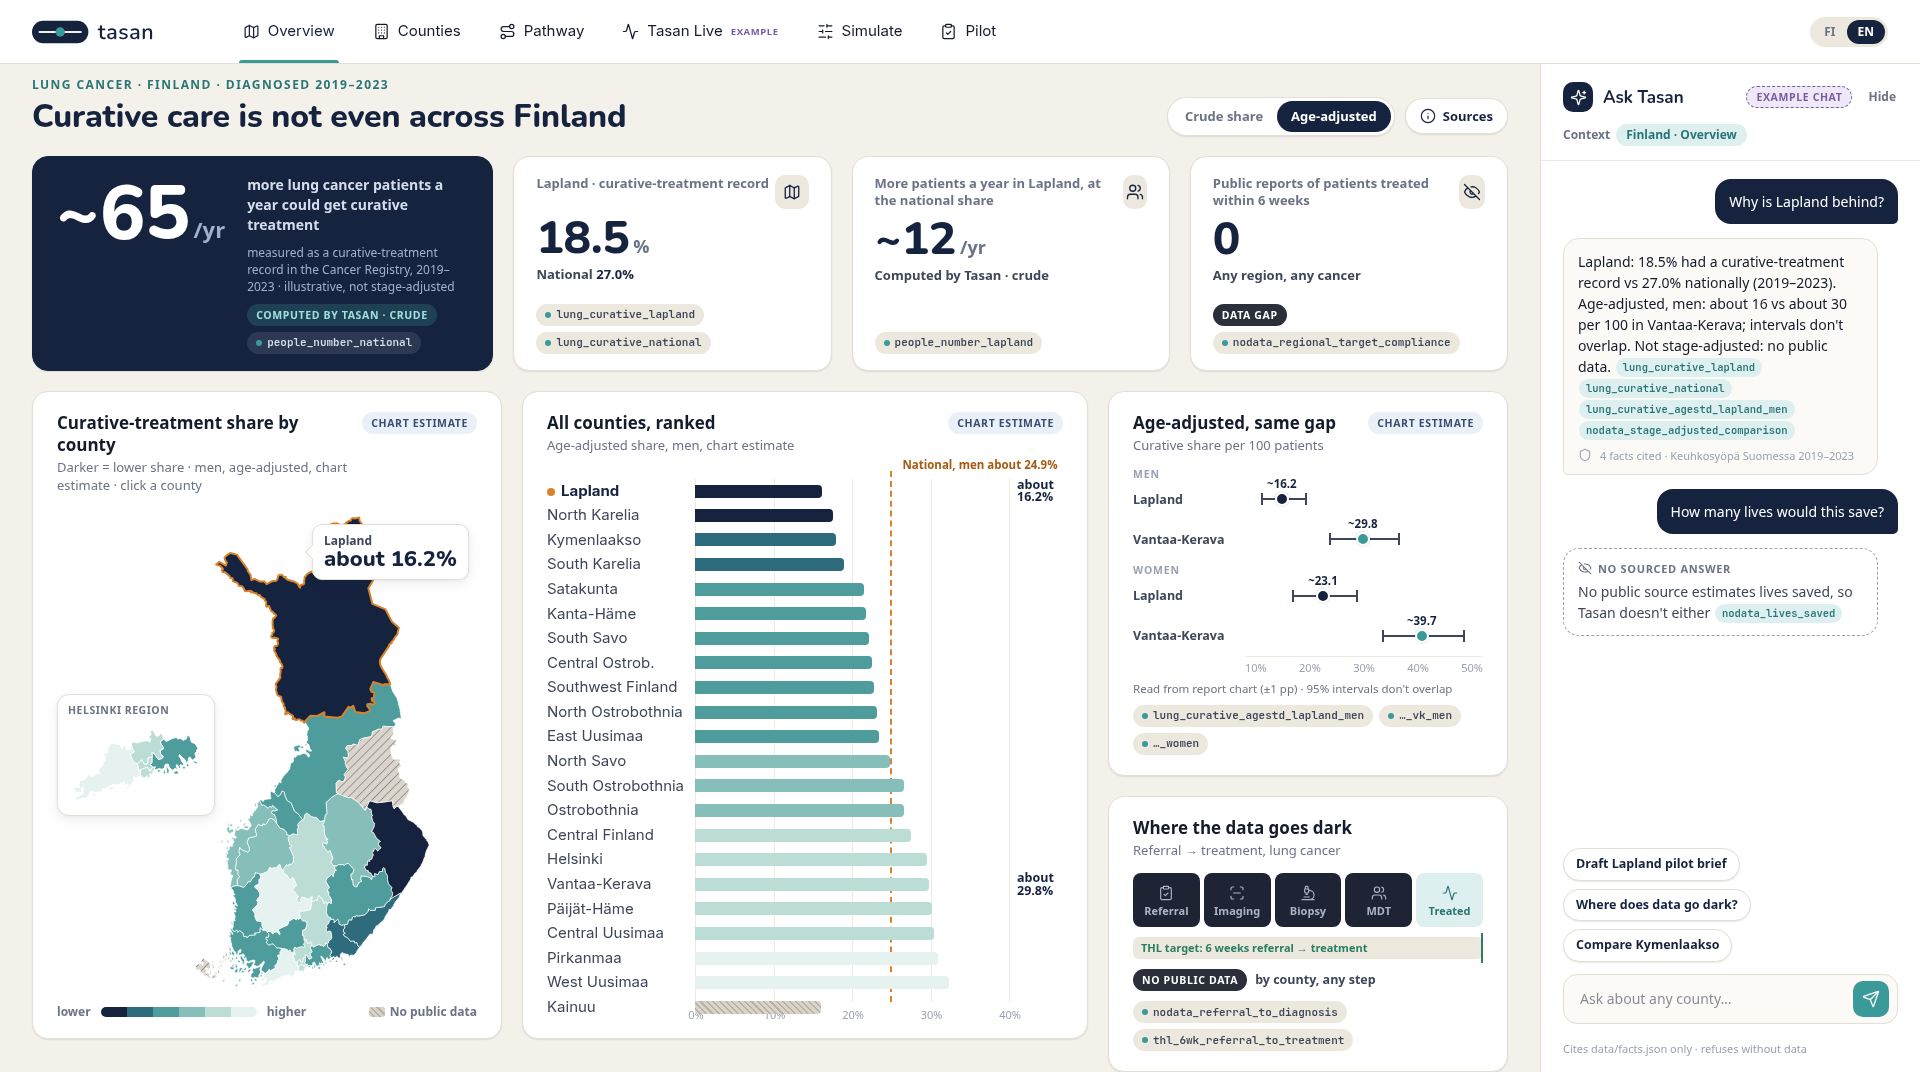 tasan
Overview
Counties
Pathway
Tasan Live EXAMPLE
Simulate
Pilot
FI EN
LUNG CANCER · FINLAND · DIAGNOSED 2019–2023
Curative care is not even across Finland
Crude share
Age-adjusted
Sources
~65 /yr
more lung cancer patients a
year could get curative
treatment
measured as a curative-treatment
record in the Cancer Registry, 2019–
2023 · illustrative, not stage-adjusted
COMPUTED BY TASAN · CRUDE
people_number_national
Lapland · curative-treatment record
18.5 %
National 27.0%
lung_curative_lapland
lung_curative_national
More patients a year in Lapland, at
the national share
~12 /yr
Computed by Tasan · crude
people_number_lapland
Public reports of patients treated
within 6 weeks
0
Any region, any cancer
DATA GAP
nodata_regional_target_compliance
Curative-treatment share by
county
CHART ESTIMATE
Darker = lower share · men, age-adjusted, chart
estimate · click a county
Lapland
about 16.2%
HELSINKI REGION
lower
higher
No public data
All counties, ranked
CHART ESTIMATE
Age-adjusted share, men, chart estimate
National, men about 24.9%
Lapland
about
16.2%
North Karelia
Kymenlaakso
South Karelia
Satakunta
Kanta-Häme
South Savo
Central Ostrob.
Southwest Finland
North Ostrobothnia
East Uusimaa
North Savo
South Ostrobothnia
Ostrobothnia
Central Finland
Helsinki
Vantaa-Kerava
about
29.8%
Päijät-Häme
Central Uusimaa
Pirkanmaa
West Uusimaa
Kainuu
0% 10% 20% 30% 40%
Age-adjusted, same gap
CHART ESTIMATE
Curative share per 100 patients
MEN
~16.2
Lapland
~29.8
Vantaa-Kerava
WOMEN
~23.1
Lapland
~39.7
Vantaa-Kerava
10% 20% 30% 40% 50%
Read from report chart (±1 pp) · 95% intervals don't overlap
lung_curative_agestd_lapland_men
…_vk_men
…_women
Where the data goes dark
Referral → treatment, lung cancer
Referral
Imaging
Biopsy
MDT
Treated
THL target: 6 weeks referral → treatment
NO PUBLIC DATA by county, any step
nodata_referral_to_diagnosis
thl_6wk_referral_to_treatment
Ask Tasan
EXAMPLE CHAT
Hide
Context Finland · Overview
Why is Lapland behind?
Lapland: 18.5% had a curative-treatment
record vs 27.0% nationally (2019–2023).
Age-adjusted, men: about 16 vs about 30
per 100 in Vantaa-Kerava; intervals don't
overlap. Not stage-adjusted: no public
data. lung_curative_lapland
lung_curative_national
lung_curative_agestd_lapland_men
nodata_stage_adjusted_comparison
4 facts cited · Keuhkosyöpä Suomessa 2019–2023
How many lives would this save?
NO SOURCED ANSWER
No public source estimates lives saved, so
Tasan doesn't either nodata_lives_saved
Draft Lapland pilot brief
Where does data go dark?
Compare Kymenlaakso
Ask about any county…
Cites data/facts.json only · refuses without data